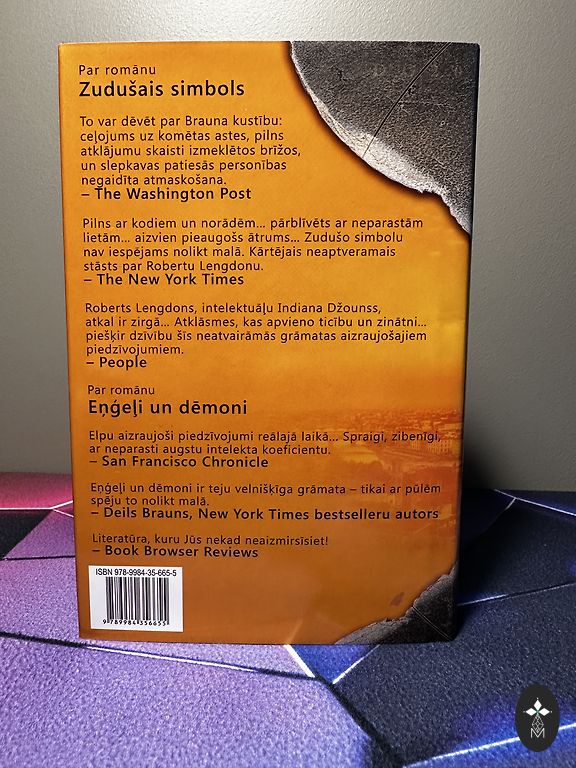 Par romānu
Zudušais simbols
To var dēvēt par Brauna kustību:
ceļojums uz komētas astes, pilns
atklājumu skaisti izmeklētos brīžos,
un slepkavas patiesās personības
negaidīta atmaskošana.
– The Washington Post
Pilns ar kodiem un norādēm... pārblīvēts ar neparastām
lietām... aizvien pieaugošs ātrums... Zudušo simbolu
nav iespējams nolikt malā. Kārtējais neaptveramais
stāsts par Robertu Lengdonu.
– The New York Times
Roberts Lengdons, intelektuāļu Indiana Džounss,
atkal ir zirgā... Atklāsmes, kas apvieno ticību un zinātni...
piešķir dzīvību šīs neatvairāmās grāmatas aizraujošajiem
piedzīvojumiem.
– People
Par romānu
Eņģeļi un dēmoni
Elpu aizraujoši piedzīvojumi reālajā laikā... Spraigi, zibenīgi,
ar neparasti augstu intelekta koeficientu.
– San Francisco Chronicle
Eņģeļi un dēmoni ir teju velnišķīga grāmata – tikai ar pūlēm
spēju to nolikt malā.
– Deils Brauns, New York Times bestselleru autors
Literatūra, kuru Jūs nekad neaizmirsīsiet!
– Book Browser Reviews
ISBN 978-9984-35-665-5
9 789984 356655
M